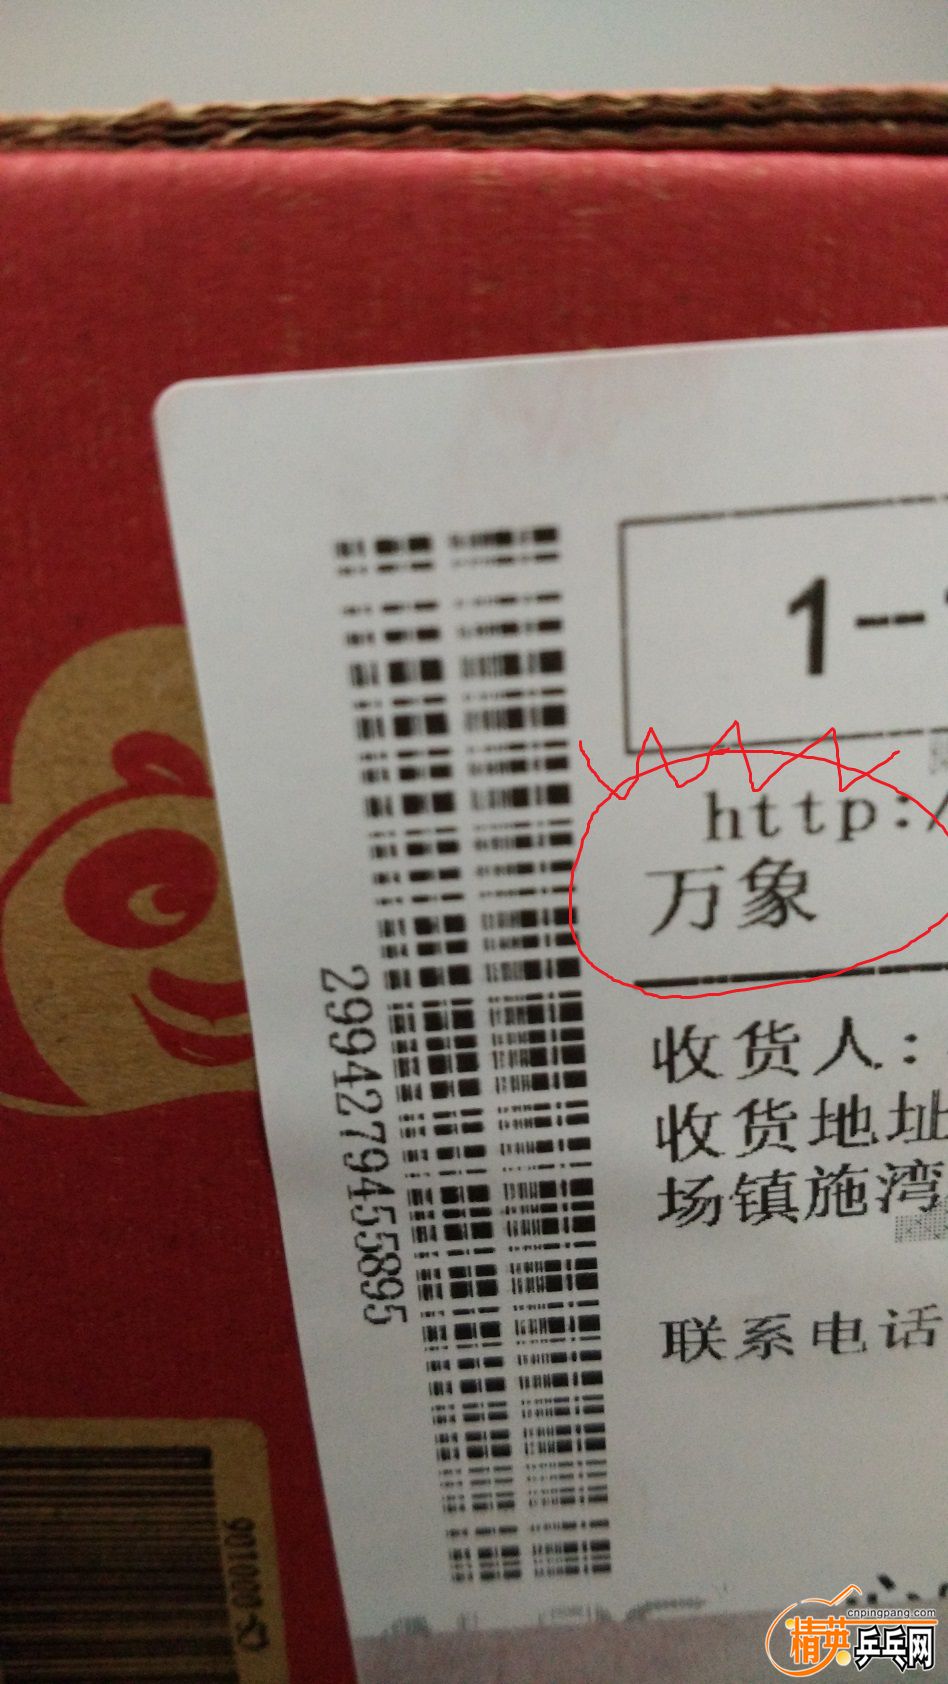 1--
http:/
万象
收货人:
收货地址
场镇施湾
联系电话
299427945895
cnpingpang.com
精英乒乓网